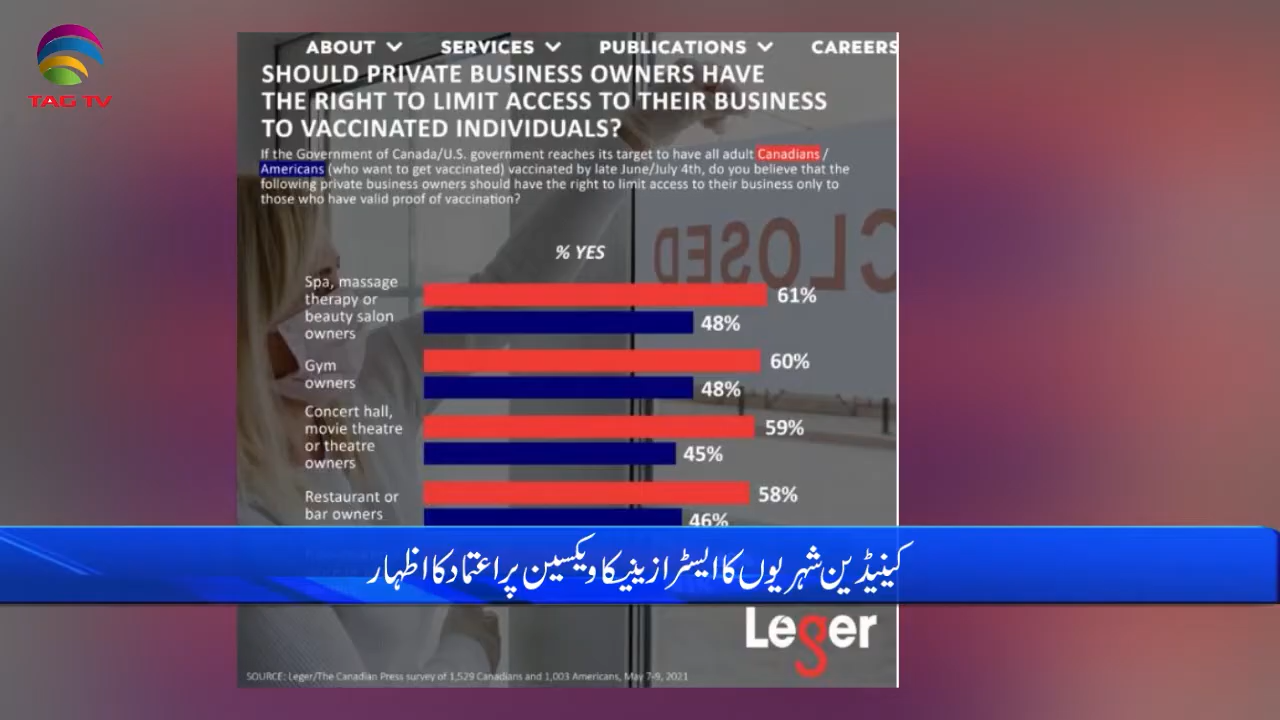 TAG TV
ABOUT SERVICES PUBLICATIONS CAREERS
SHOULD PRIVATE BUSINESS OWNERS HAVE
THE RIGHT TO LIMIT ACCESS TO THEIR BUSINESS
TO VACCINATED INDIVIDUALS?
If the Government of Canada/U.S. government reaches its target to have all adult Canadians /
Americans (who want to get vaccinated) vaccinated by late June/July 4th, do you believe that the
following private business owners should have the right to limit access to their business only to
those who have valid proof of vaccination?
CLOSED
% YES
Spa, massage
therapy or
beauty salon
owners
61%
48%
Gym
owners
60%
48%
Concert hall,
movie theatre
or theatre
owners
59%
45%
Restaurant or
bar owners
58%
46%
کینیڈین شہریوں کا ایسٹرازینیکا ویکسین پر اعتماد کا اظہار
Leger
SOURCE: Leger/The Canadian Press survey of 1,529 Canadians and 1,003 Americans, May 7-9, 2021